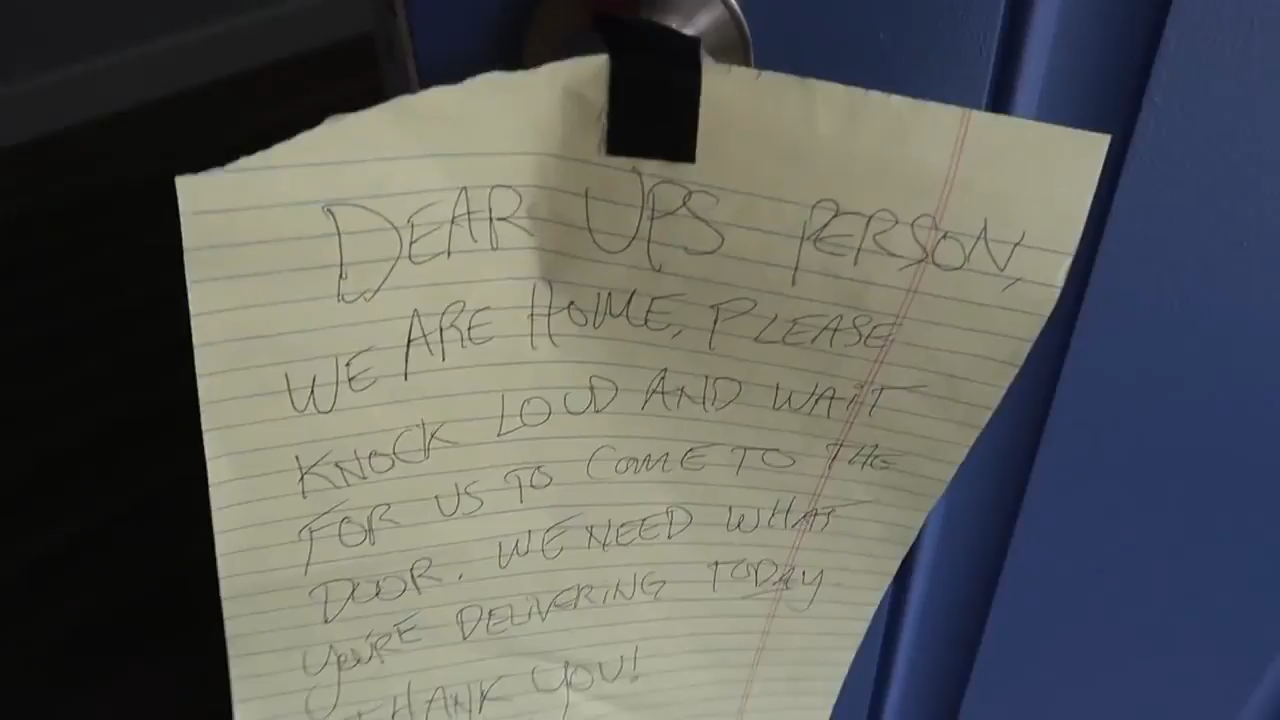 DEAR UPS PERSON,
WE ARE HOME, PLEASE
KNOCK LOUD AND WAIT
FOR US TO COME TO THE
DOOR. WE NEED WHAT
YOU'RE DELIVERING TODAY
THANK YOU!